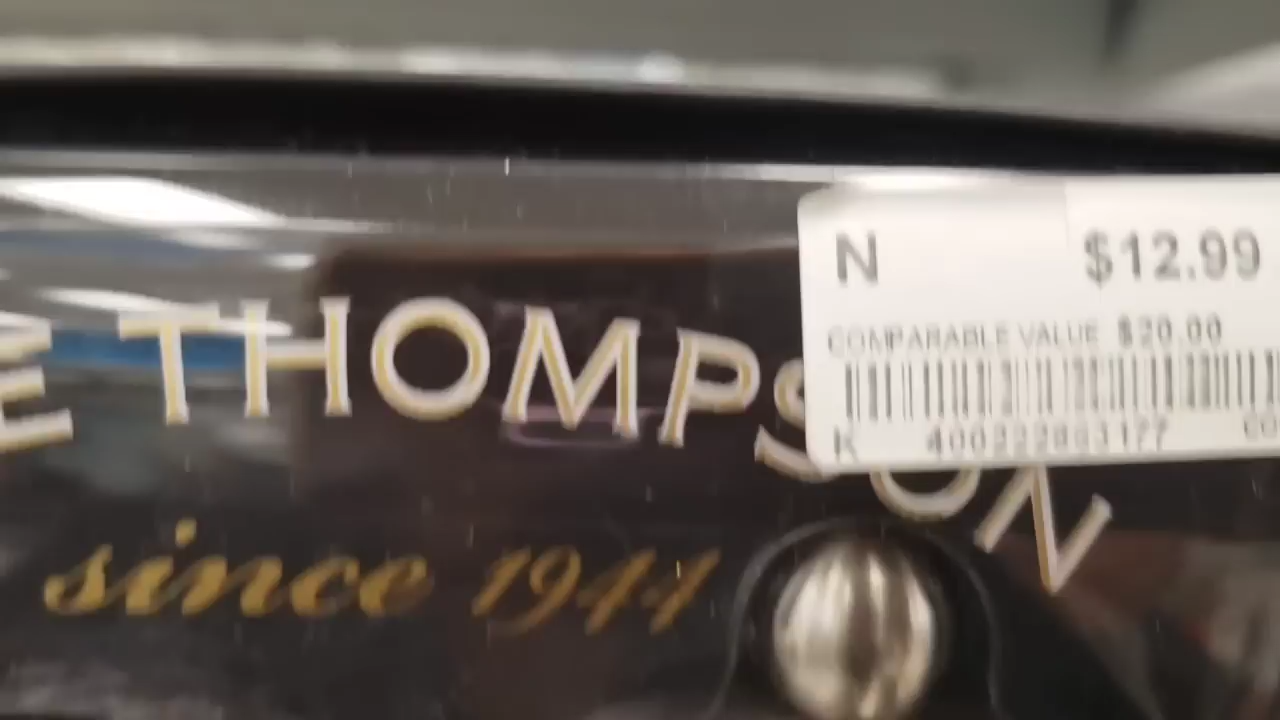 N $12.99
COMPARABLE VALUE $20.00
K
E THOMPSON
since 1944